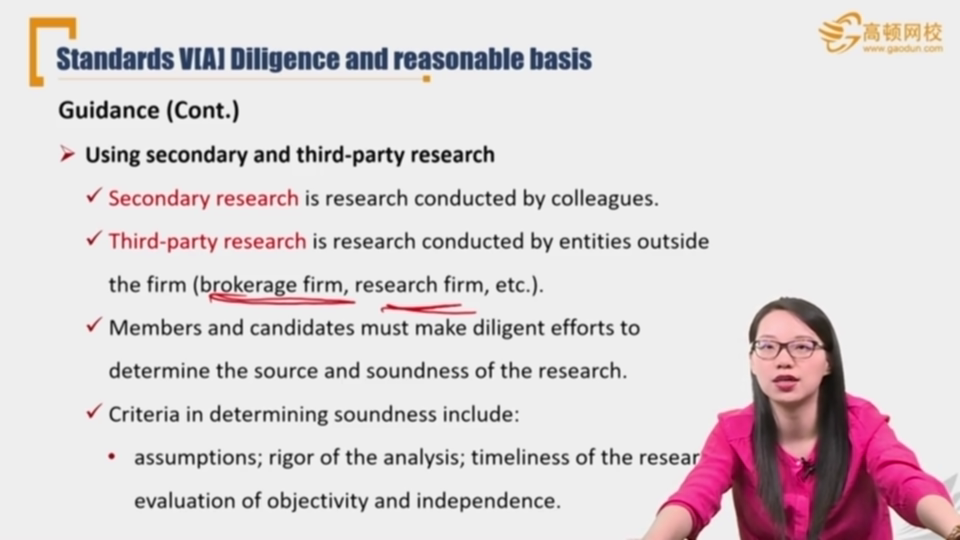 高顿网校
www.gaodun.com
Standards V[A] Diligence and reasonable basis
Guidance (Cont.)
Using secondary and third-party research
Secondary research is research conducted by colleagues.
Third-party research is research conducted by entities outside
the firm (brokerage firm, research firm, etc.).
Members and candidates must make diligent efforts to
determine the source and soundness of the research.
Criteria in determining soundness include:
• assumptions; rigor of the analysis; timeliness of the resear
evaluation of objectivity and independence.